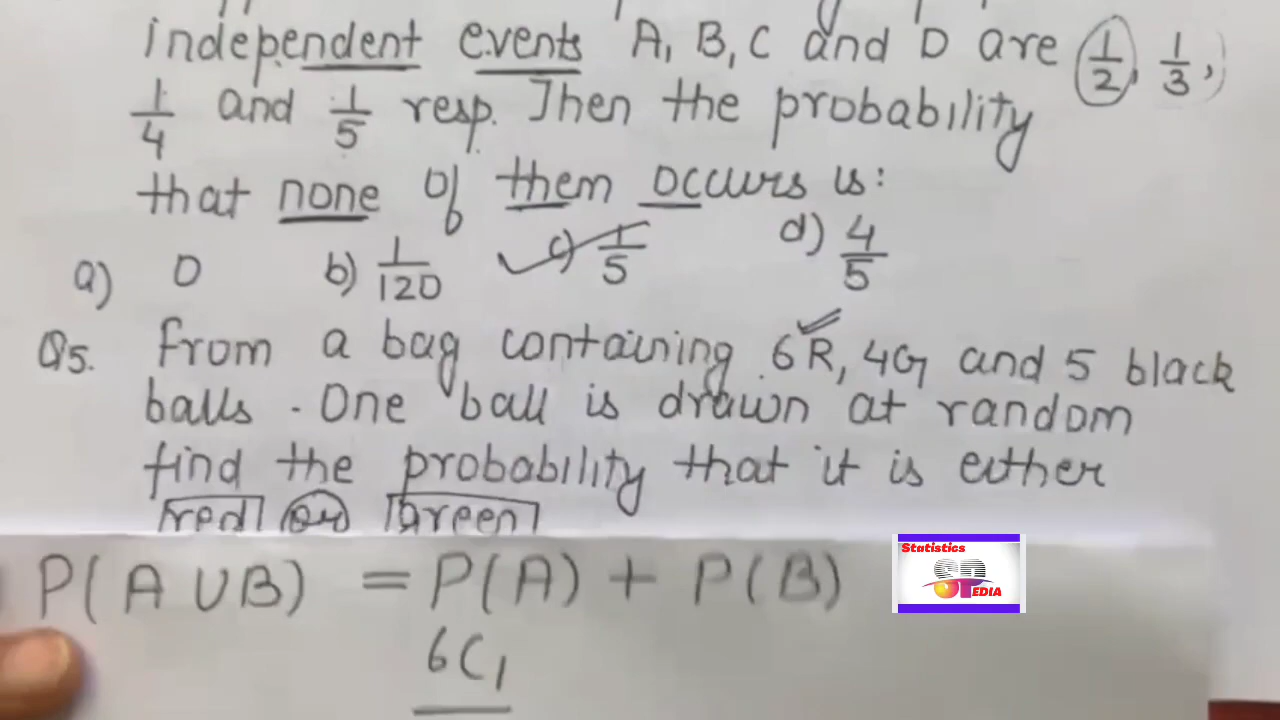 independent events A, B, C and D are 1/2, 1/3,
1/4 and 1/5 resp. Then the probability
that none of them occurs is:
a) 0 b) 1/120 c) 1/5 d) 4/5
Q5. From a bag containing 6R, 4G and 5 black
balls. One ball is drawn at random
find the probability that it is either
red or Green
P(A∪B) = P(A) + P(B)
6C₁
Statistics
EDIA